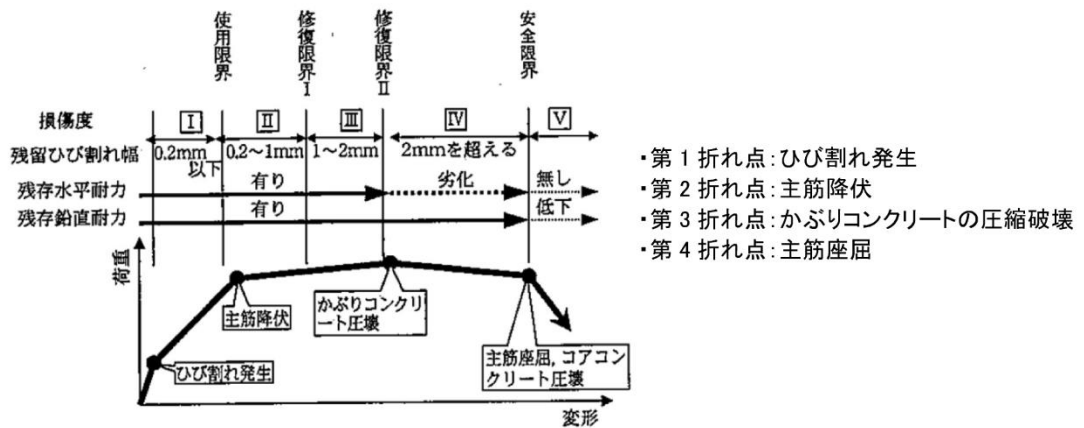 使用限界
修復限界Ⅰ
修復限界Ⅱ
安全限界
損傷度
Ⅰ
Ⅱ
Ⅲ
Ⅳ
Ⅴ
残留ひび割れ幅
0.2mm
以下
0.2～1mm
1～2mm
2mmを超える
残存水平耐力
有り
劣化
無し
残存鉛直耐力
有り
低下
荷重
ひび割れ発生
主筋降伏
かぶりコンクリ
ート圧壊
主筋座屈,コアコン
クリート圧壊
変形
・第1折れ点:ひび割れ発生
・第2折れ点:主筋降伏
・第3折れ点:かぶりコンクリートの圧縮破壊
・第4折れ点:主筋座屈